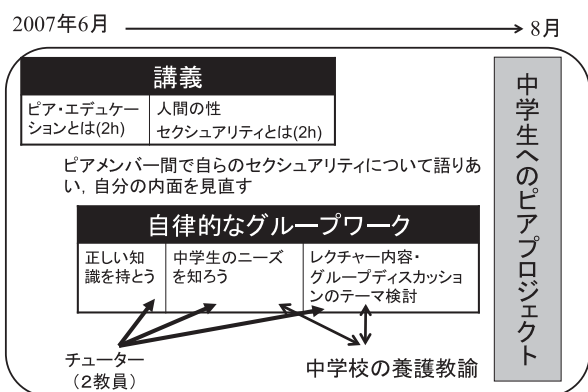 2007年6月
8月
講義
ピア・エデュケー
ションとは(2h)
人間の性
セクシュアリティとは(2h)
ピアメンバー間で自らのセクシュアリティについて語りあ
い，自分の内面を見直す
自律的なグループワーク
正しい知
識を持とう
中学生のニーズ
を知ろう
レクチャー内容・
グループディスカッショ
ンのテーマ検討
チューター
（2教員）
中学校の養護教諭
中学生へのピアプロジェクト